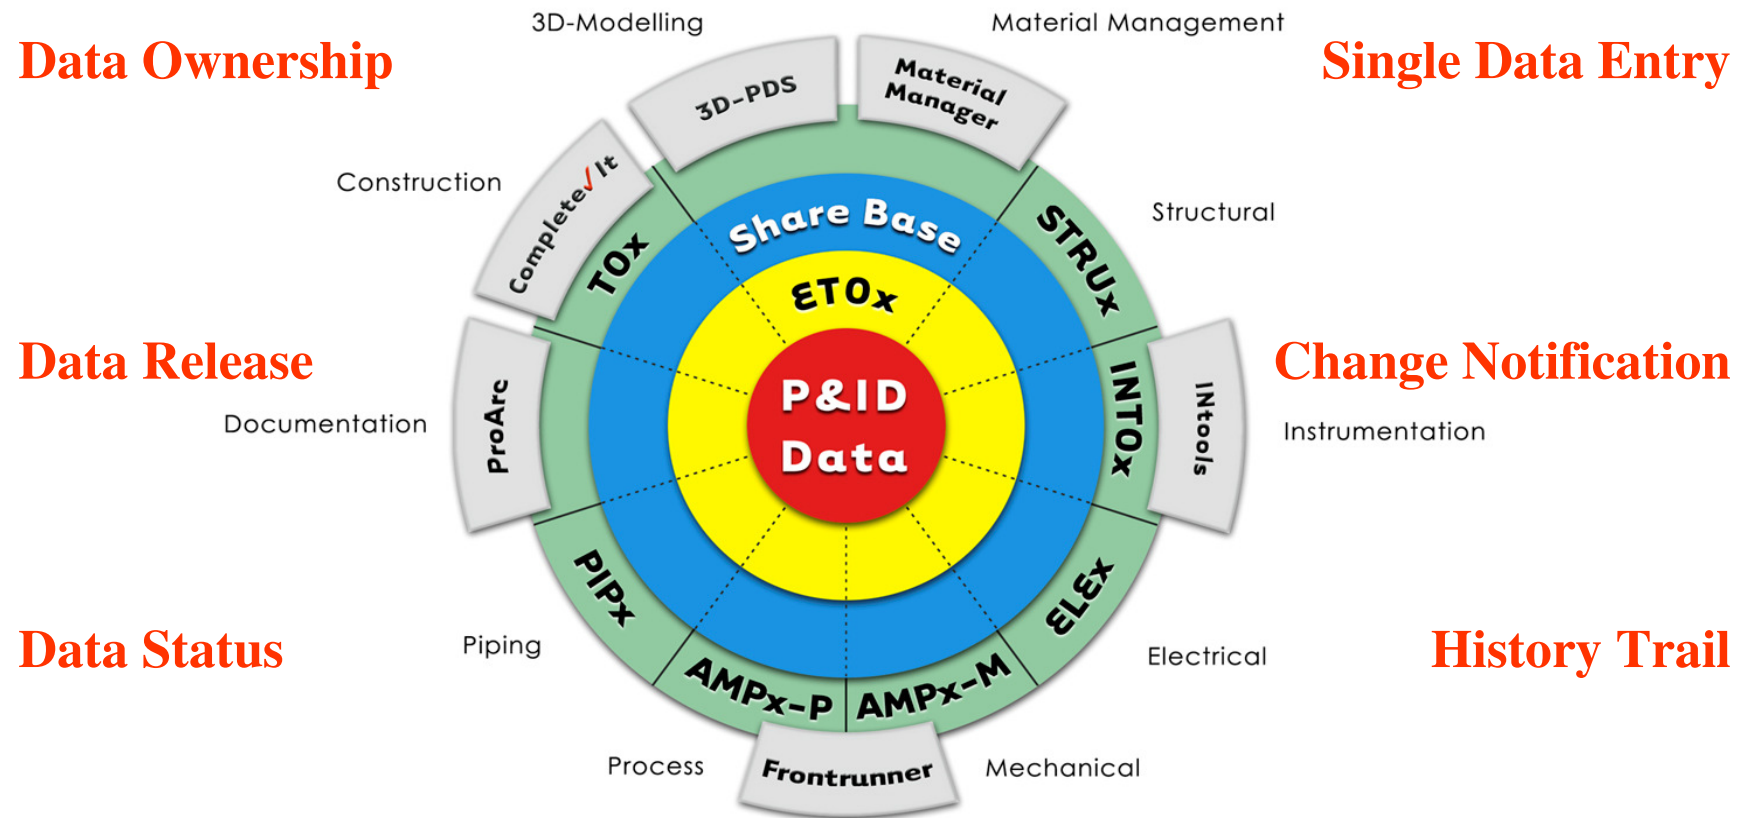 3D-Modelling
Material Management
Data Ownership
Single Data Entry
3D-PDS
Material
Manager
Construction
Complete✓It
Structural
Share Base
STRUx
TOx
ƐTOx
Data Release
Change Notification
P&ID
Data
INTOx
INtools
ProArc
Documentation
Instrumentation
PIPx
ƐLƐx
Data Status
History Trail
Piping
Electrical
AMPx-P
AMPx-M
Process
Frontrunner
Mechanical